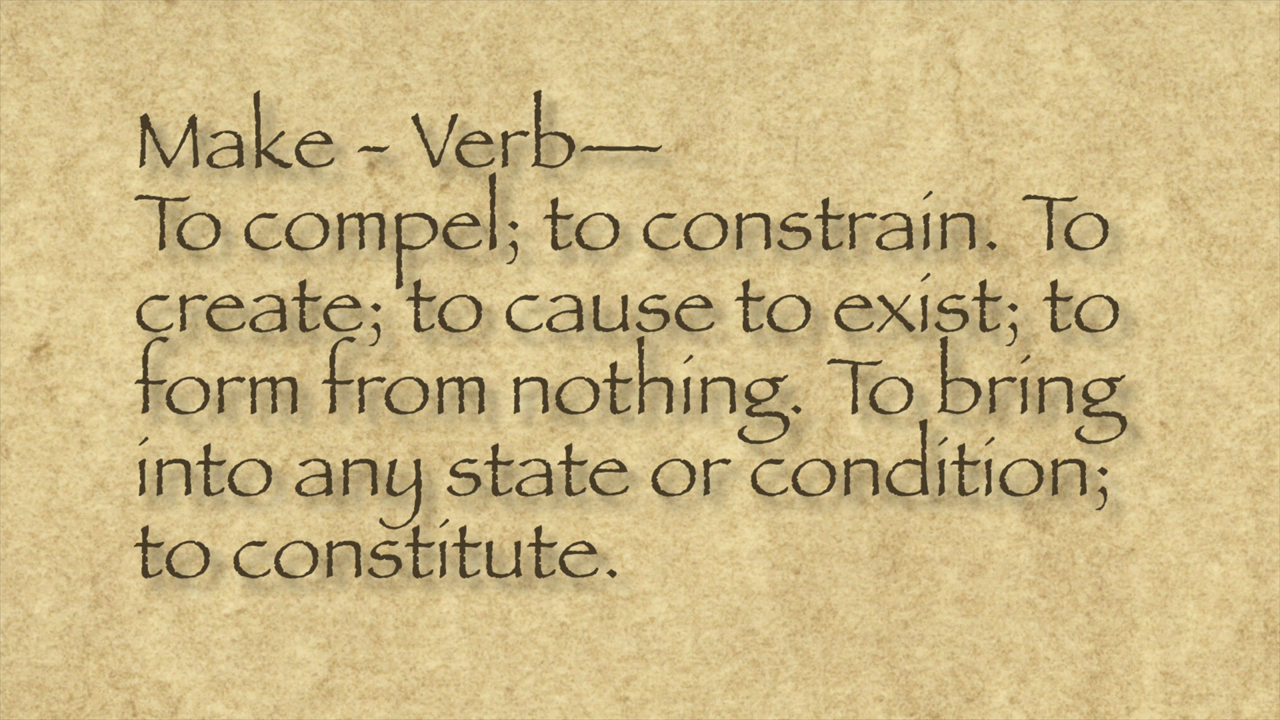 Make - Verb—
To compel; to constrain. To
create; to cause to exist; to
form from nothing. To bring
into any state or condition;
to constitute.